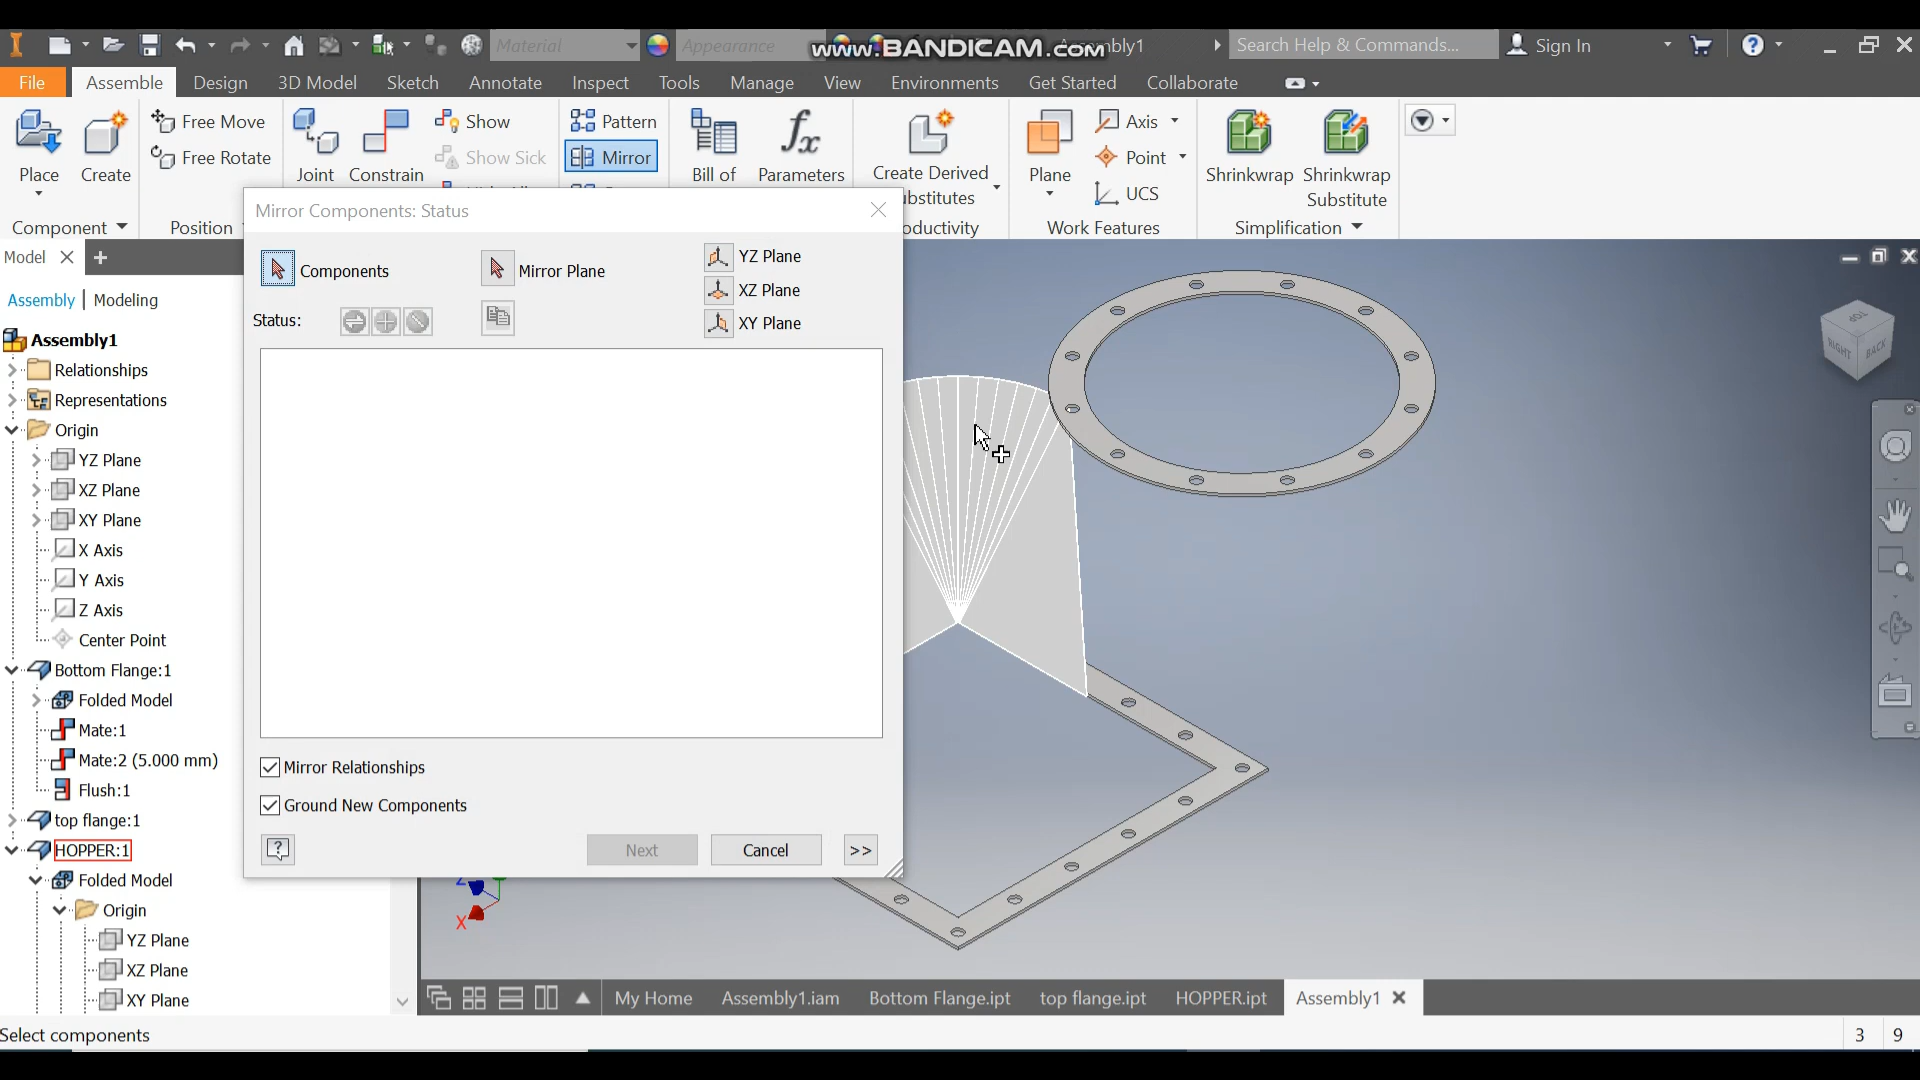 Material
Appearance
www.BANDICAM.com
Search Help & Commands...
Sign In
File
Assemble
Design
3D Model
Sketch
Annotate
Inspect
Tools
Manage
View
Environments
Get Started
Collaborate
Place
Create
Free Move
Free Rotate
Joint
Constrain
Show
Show Sick
Pattern
Mirror
Bill of
Parameters
Create Derived
Plane
Axis
Point
UCS
Shrinkwrap
Shrinkwrap
Substitute
Component
Position
Work Features
Simplification
Model
Assembly | Modeling
Assembly1
Relationships
Representations
Origin
YZ Plane
XZ Plane
XY Plane
X Axis
Y Axis
Z Axis
Center Point
Bottom Flange:1
Folded Model
Mate:1
Mate:2 (5.000 mm)
Flush:1
top flange:1
HOPPER:1
Folded Model
Origin
YZ Plane
XZ Plane
XY Plane
Mirror Components: Status
Components
Mirror Plane
YZ Plane
XZ Plane
XY Plane
Status:
Mirror Relationships
Ground New Components
Next
Cancel
>>
TOP
RIGHT
BACK
X
My Home
Assembly1.iam
Bottom Flange.ipt
top flange.ipt
HOPPER.ipt
Assembly1
Select components
3
9